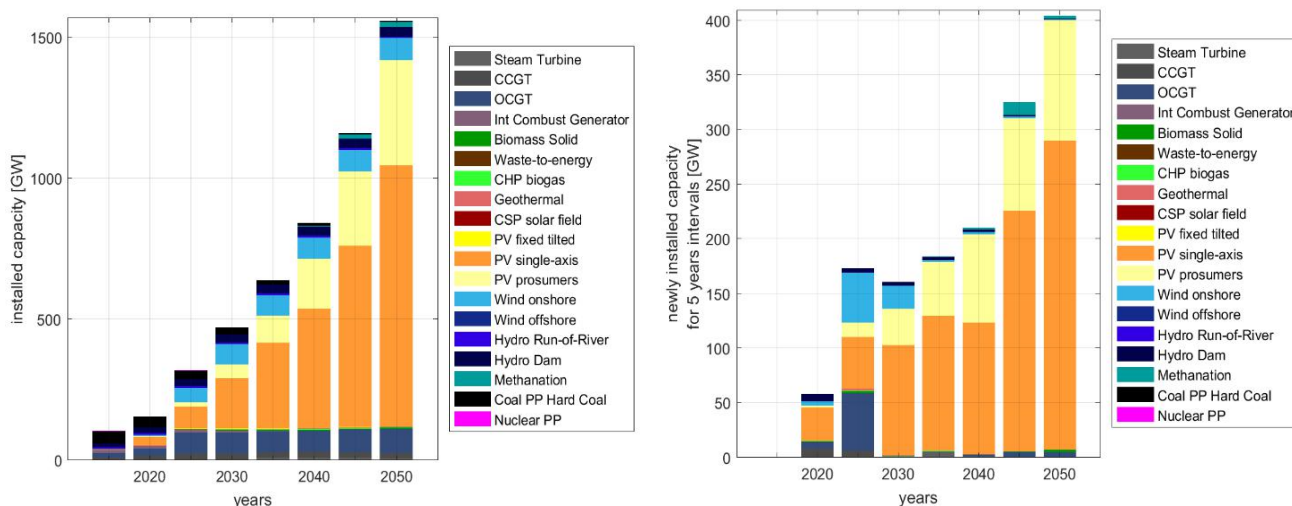 1500
1000
500
0
installed capacity [GW]
2020
2030
2040
2050
years
Steam Turbine
CCGT
OCGT
Int Combust Generator
Biomass Solid
Waste-to-energy
CHP biogas
Geothermal
CSP solar field
PV fixed tilted
PV single-axis
PV prosumers
Wind onshore
Wind offshore
Hydro Run-of-River
Hydro Dam
Methanation
Coal PP Hard Coal
Nuclear PP
400
350
300
250
200
150
100
50
0
newly installed capacity
for 5 years intervals [GW]
2020
2030
2040
2050
years
Steam Turbine
CCGT
OCGT
Int Combust Generator
Biomass Solid
Waste-to-energy
CHP biogas
Geothermal
CSP solar field
PV fixed tilted
PV single-axis
PV prosumers
Wind onshore
Wind offshore
Hydro Run-of-River
Hydro Dam
Methanation
Coal PP Hard Coal
Nuclear PP